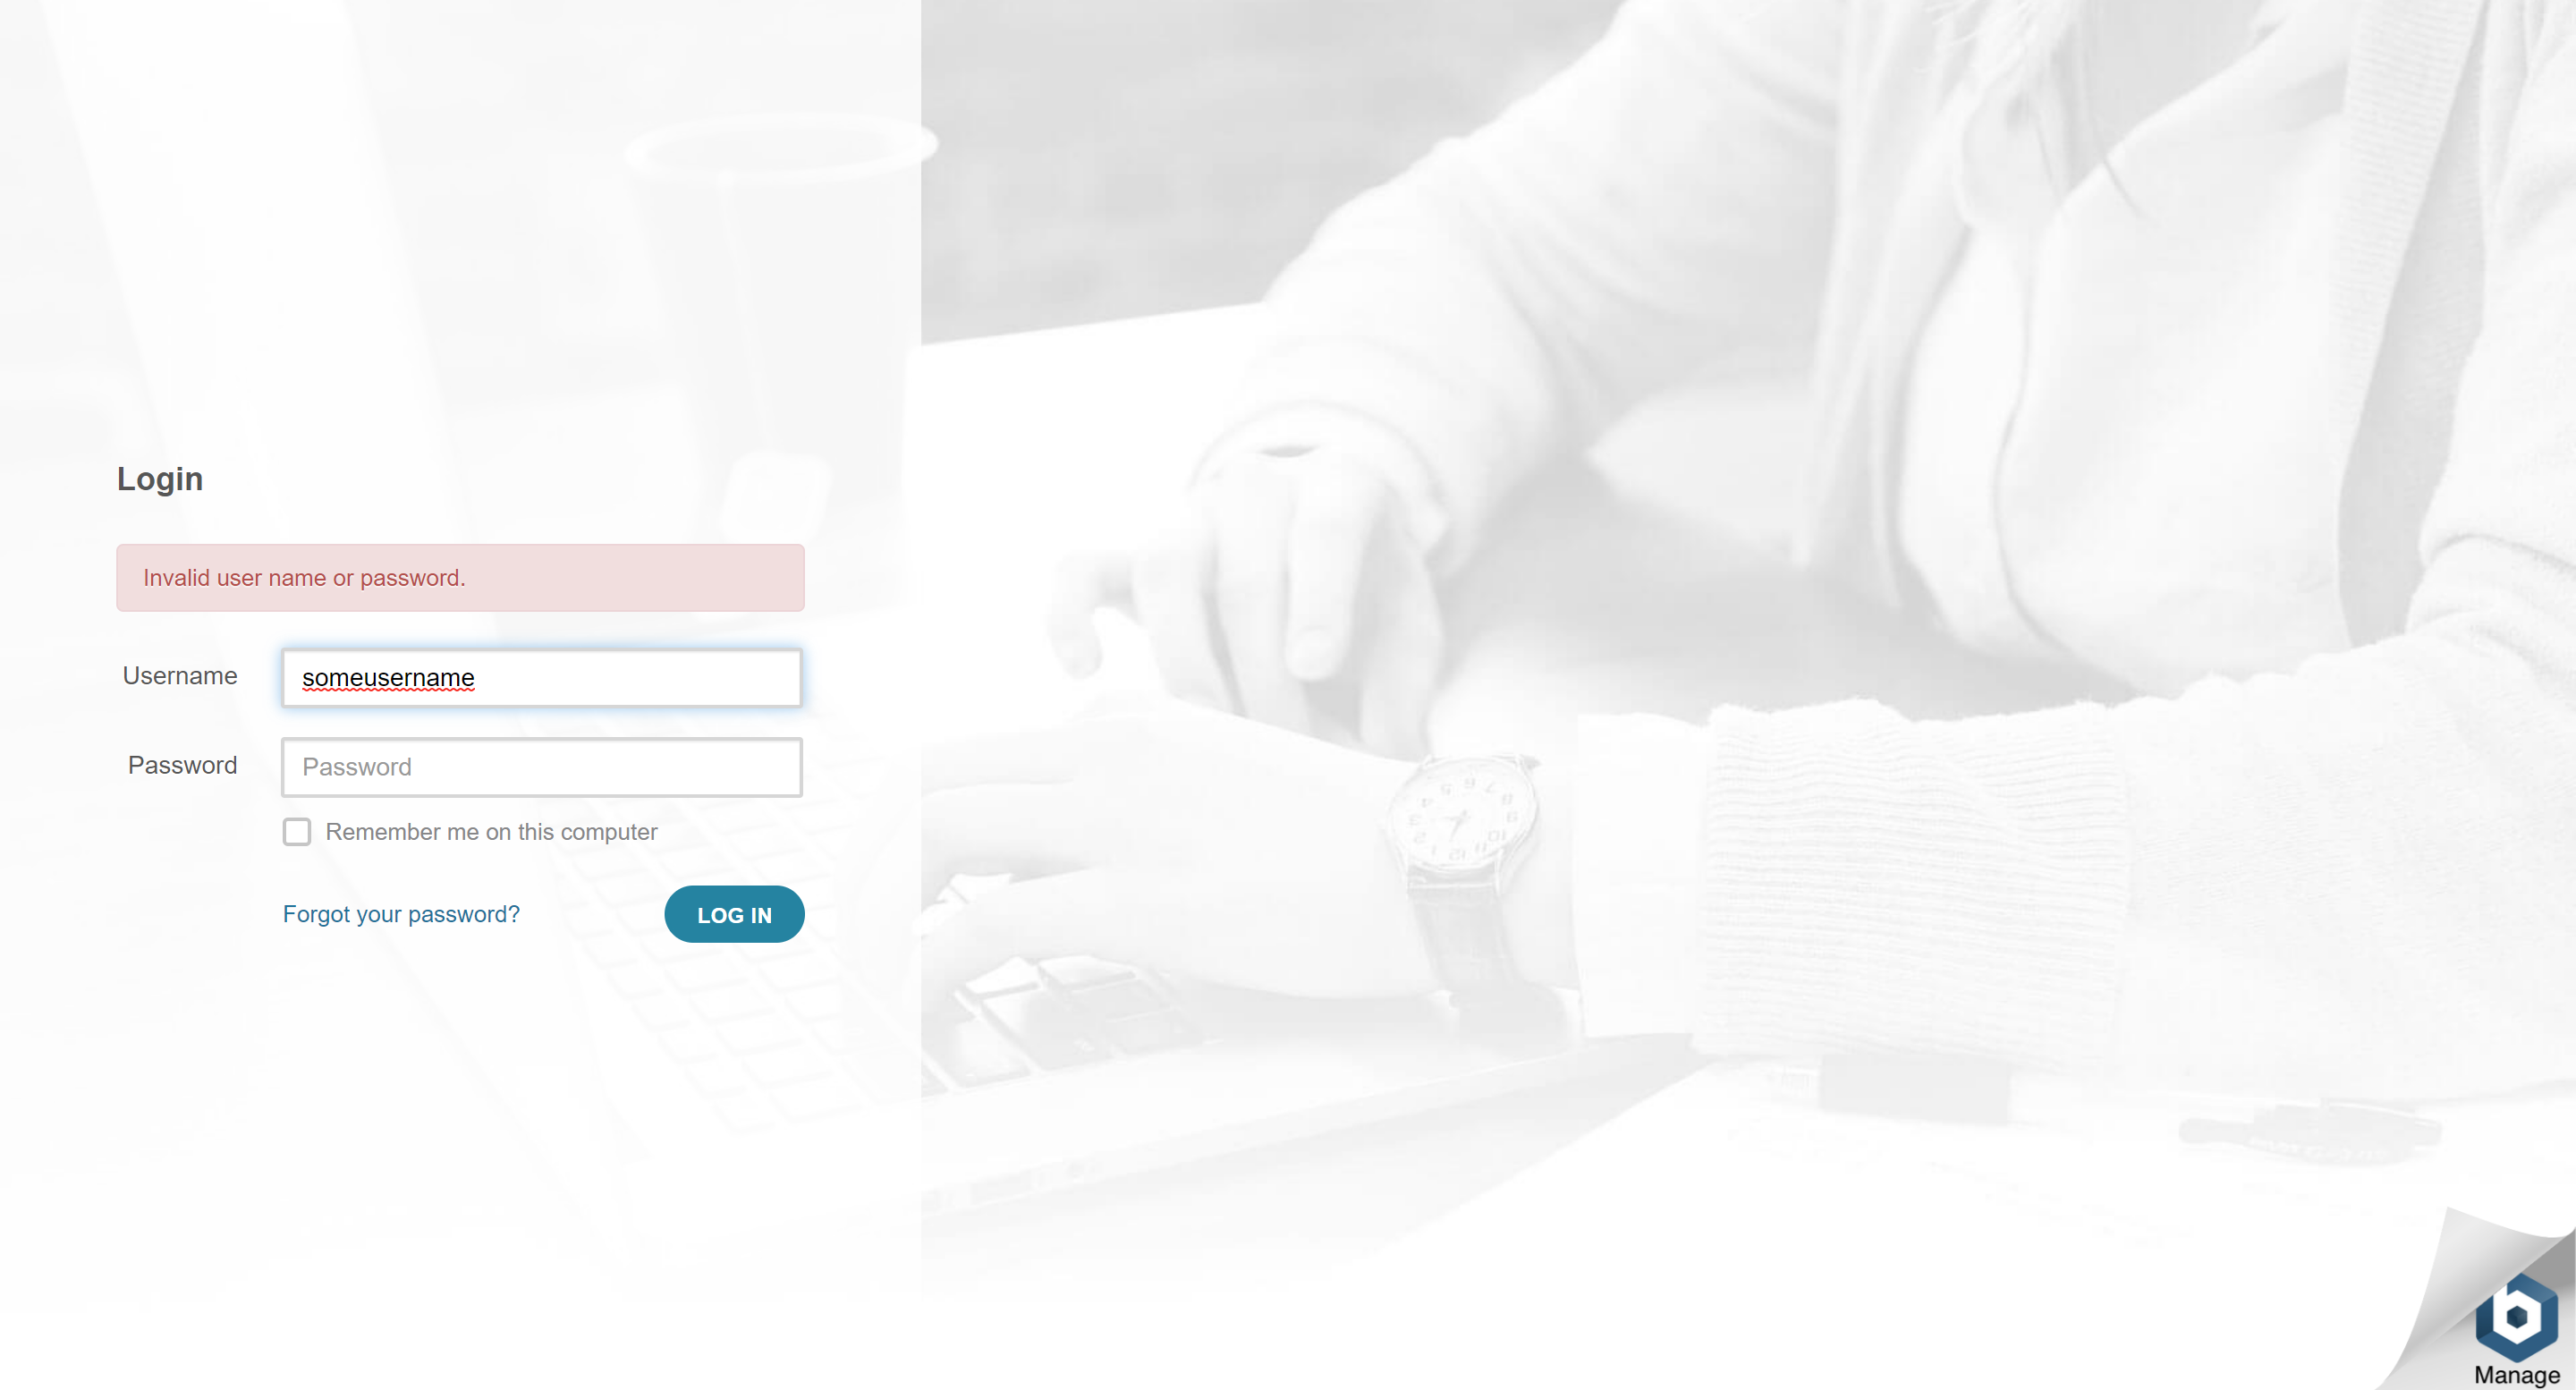 Login
Invalid user name or password.
Username
someusername
Password
Password
Remember me on this computer
Forgot your password?
LOG IN
Manage